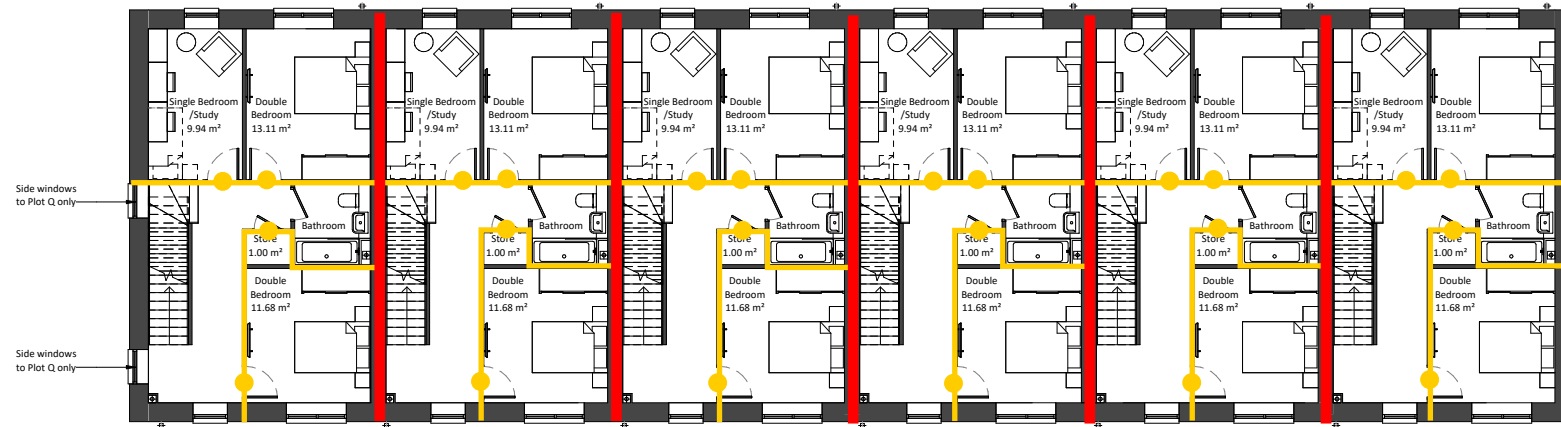 Single Bedroom
/Study
9.94 m²
Double
Bedroom
13.11 m²
Single Bedroom
/Study
9.94 m²
Double
Bedroom
13.11 m²
Single Bedroom
/Study
9.94 m²
Double
Bedroom
13.11 m²
Single Bedroom
/Study
9.94 m²
Double
Bedroom
13.11 m²
Single Bedroom
/Study
9.94 m²
Double
Bedroom
13.11 m²
Single Bedroom
/Study
9.94 m²
Double
Bedroom
13.11 m²
Side windows
to Plot Q only
Bathroom
Store
1.00 m²
Bathroom
Store
1.00 m²
Bathroom
Store
1.00 m²
Bathroom
Store
1.00 m²
Bathroom
Store
1.00 m²
Bathroom
Store
1.00 m²
Double
Bedroom
11.68 m²
Double
Bedroom
11.68 m²
Double
Bedroom
11.68 m²
Double
Bedroom
11.68 m²
Double
Bedroom
11.68 m²
Double
Bedroom
11.68 m²
Side windows
to Plot Q only